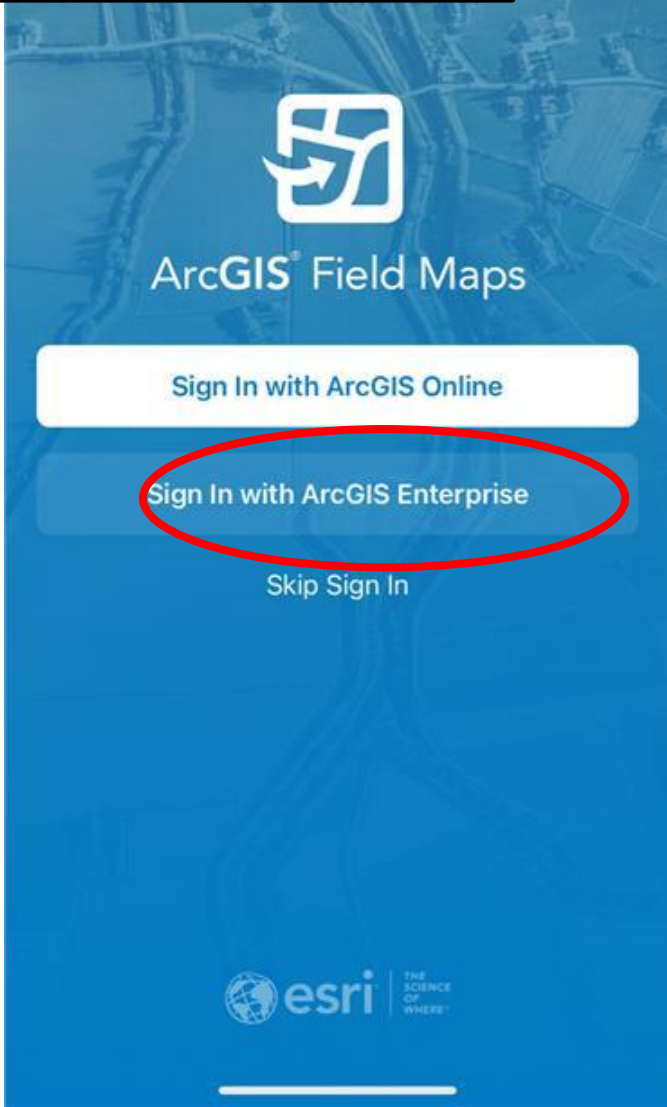 ArcGIS® Field Maps
Sign In with ArcGIS Online
Sign In with ArcGIS Enterprise
Skip Sign In
esri
THE
SCIENCE
OF
WHERE™